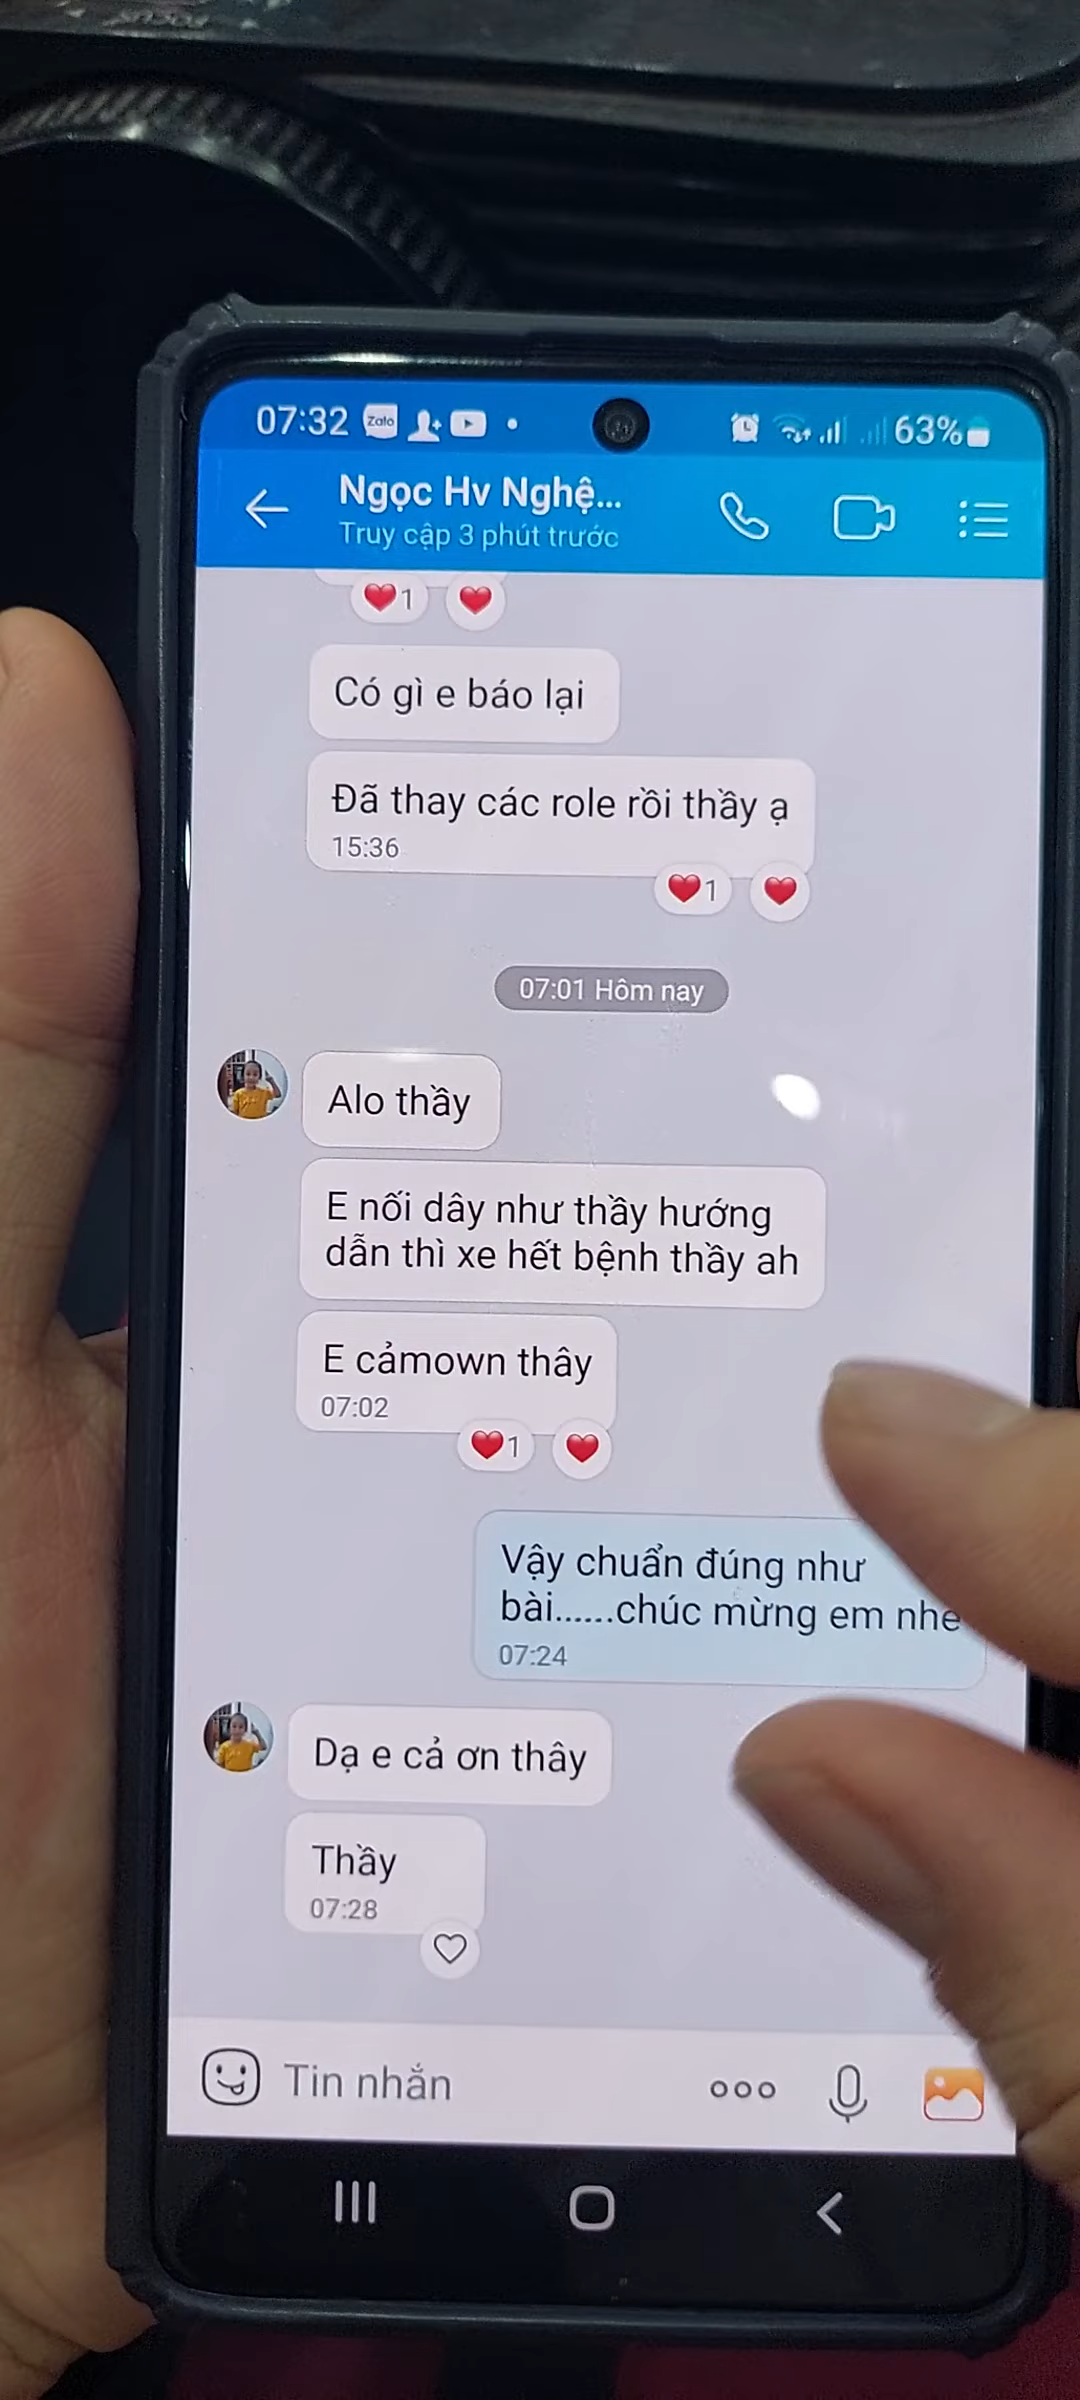 07:32
Zalo
63%
Ngọc Hv Nghệ...
Truy cập 3 phút trước
1
Có gì e báo lại
Đã thay các role rồi thầy ạ
15:36
1
07:01 Hôm nay
Alo thầy
E nối dây như thầy hướng
dẫn thì xe hết bệnh thầy ah
E cảmown thây
07:02
1
Vậy chuẩn đúng như
bài......chúc mừng em nhe
07:24
Dạ e cả ơn thây
Thầy
07:28
Tin nhắn